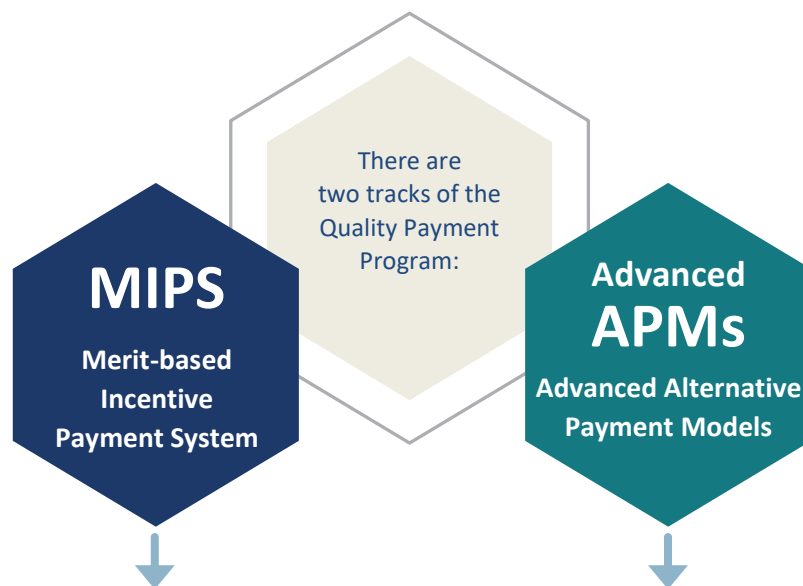 There are
two tracks of the
Quality Payment
Program:
MIPS
Merit-based
Incentive
Payment System
Advanced
APMs
Advanced Alternative
Payment Models